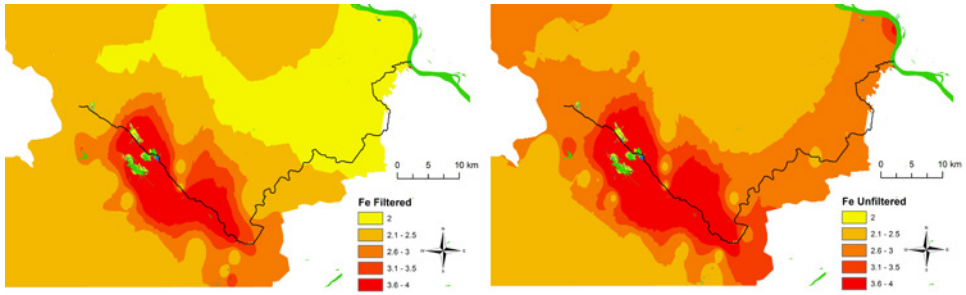 0 5 10 km
Fe Filtered
2
2.1 - 2.5
2.6 - 3
3.1 - 3.5
3.6 - 4
N
0 5 10 km
Fe Unfiltered
2
2.1 - 2.5
2.6 - 3
3.1 - 3.5
3.6 - 4
N